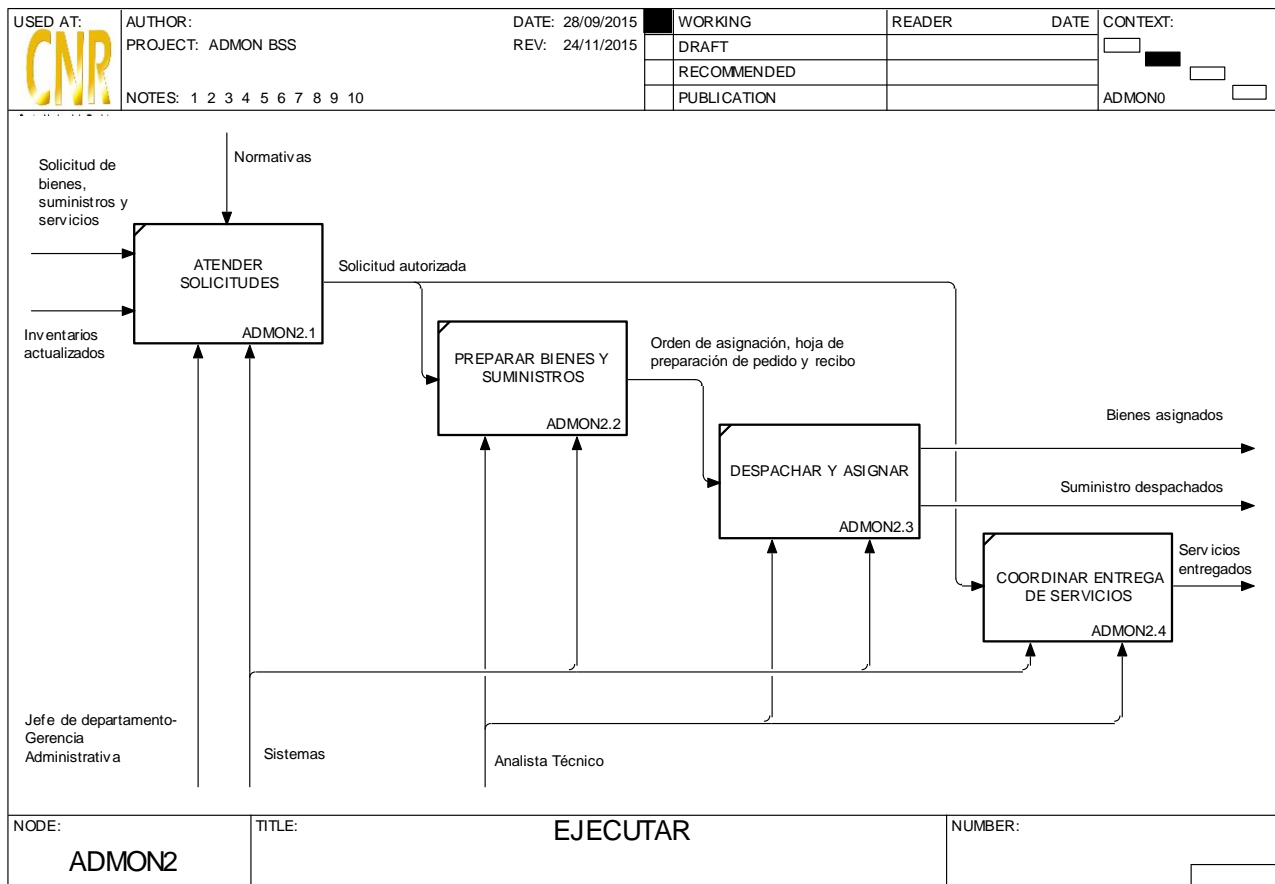 USED AT:
CNR
AUTHOR:
DATE: 28/09/2015
PROJECT: ADMON BSS
REV: 24/11/2015
NOTES: 1 2 3 4 5 6 7 8 9 10
WORKING
DRAFT
RECOMMENDED
PUBLICATION
READER
DATE
CONTEXT:
ADMON0
Solicitud de
bienes,
suministros y
servicios
Normativas
ATENDER
SOLICITUDES
ADMON2.1
Inventarios
actualizados
Solicitud autorizada
PREPARAR BIENES Y
SUMINISTROS
ADMON2.2
Orden de asignación, hoja de
preparación de pedido y recibo
DESPACHAR Y ASIGNAR
ADMON2.3
Bienes asignados
Suministro despachados
COORDINAR ENTREGA
DE SERVICIOS
ADMON2.4
Servicios
entregados
Jefe de departamento-
Gerencia
Administrativa
Sistemas
Analista Técnico
NODE:
ADMON2
TITLE:
EJECUTAR
NUMBER: